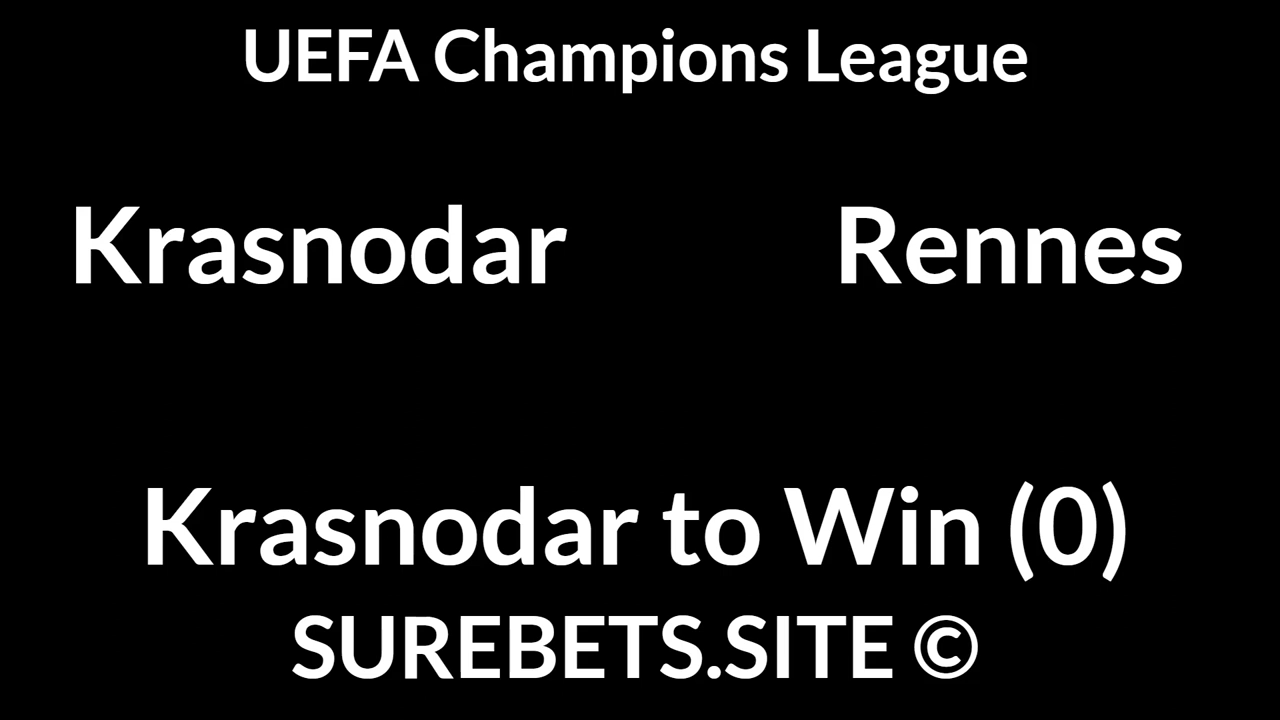 UEFA Champions League
Krasnodar Rennes
Krasnodar to Win (0)
SUREBETS.SITE ©